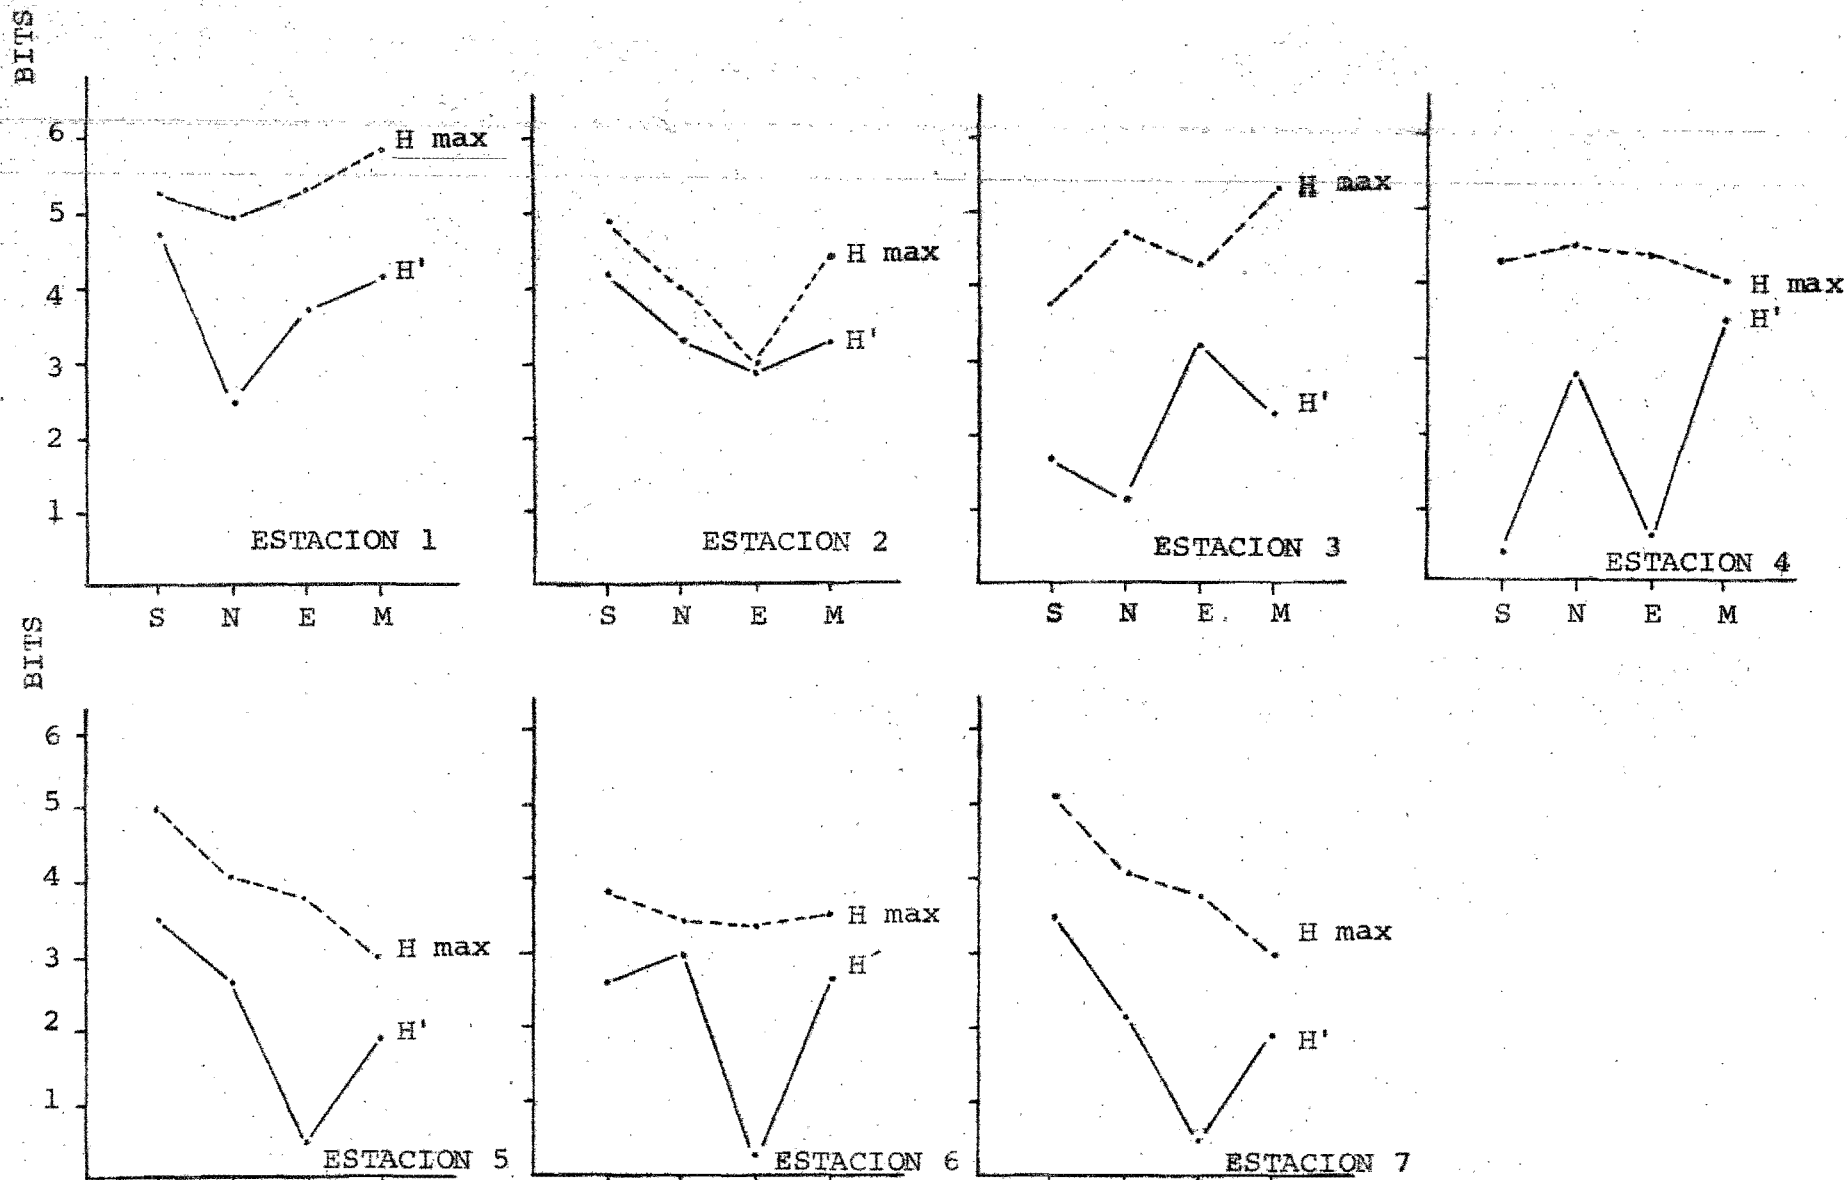 BITS
6
5
4
3
2
1
H max
H'
ESTACION 1
S N E M
H max
H'
ESTACION 2
S N E M
H max
H'
ESTACION 3
S N E. M
H max
H'
ESTACION 4
S N E M
BITS
6
5
4
3
2
1
H max
H'
ESTACION 5
H max
H´
ESTACION 6
H max
H'
ESTACION 7